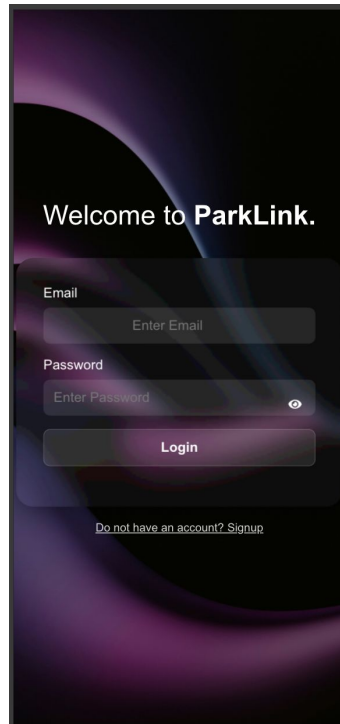 Welcome to ParkLink.
Email
Enter Email
Password
Enter Password
Login
Do not have an account? Signup